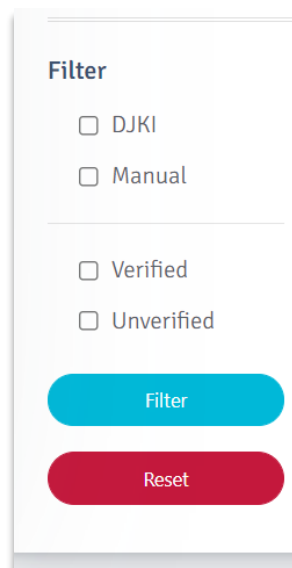 Filter
DJKI
Manual
Verified
Unverified
Filter
Reset